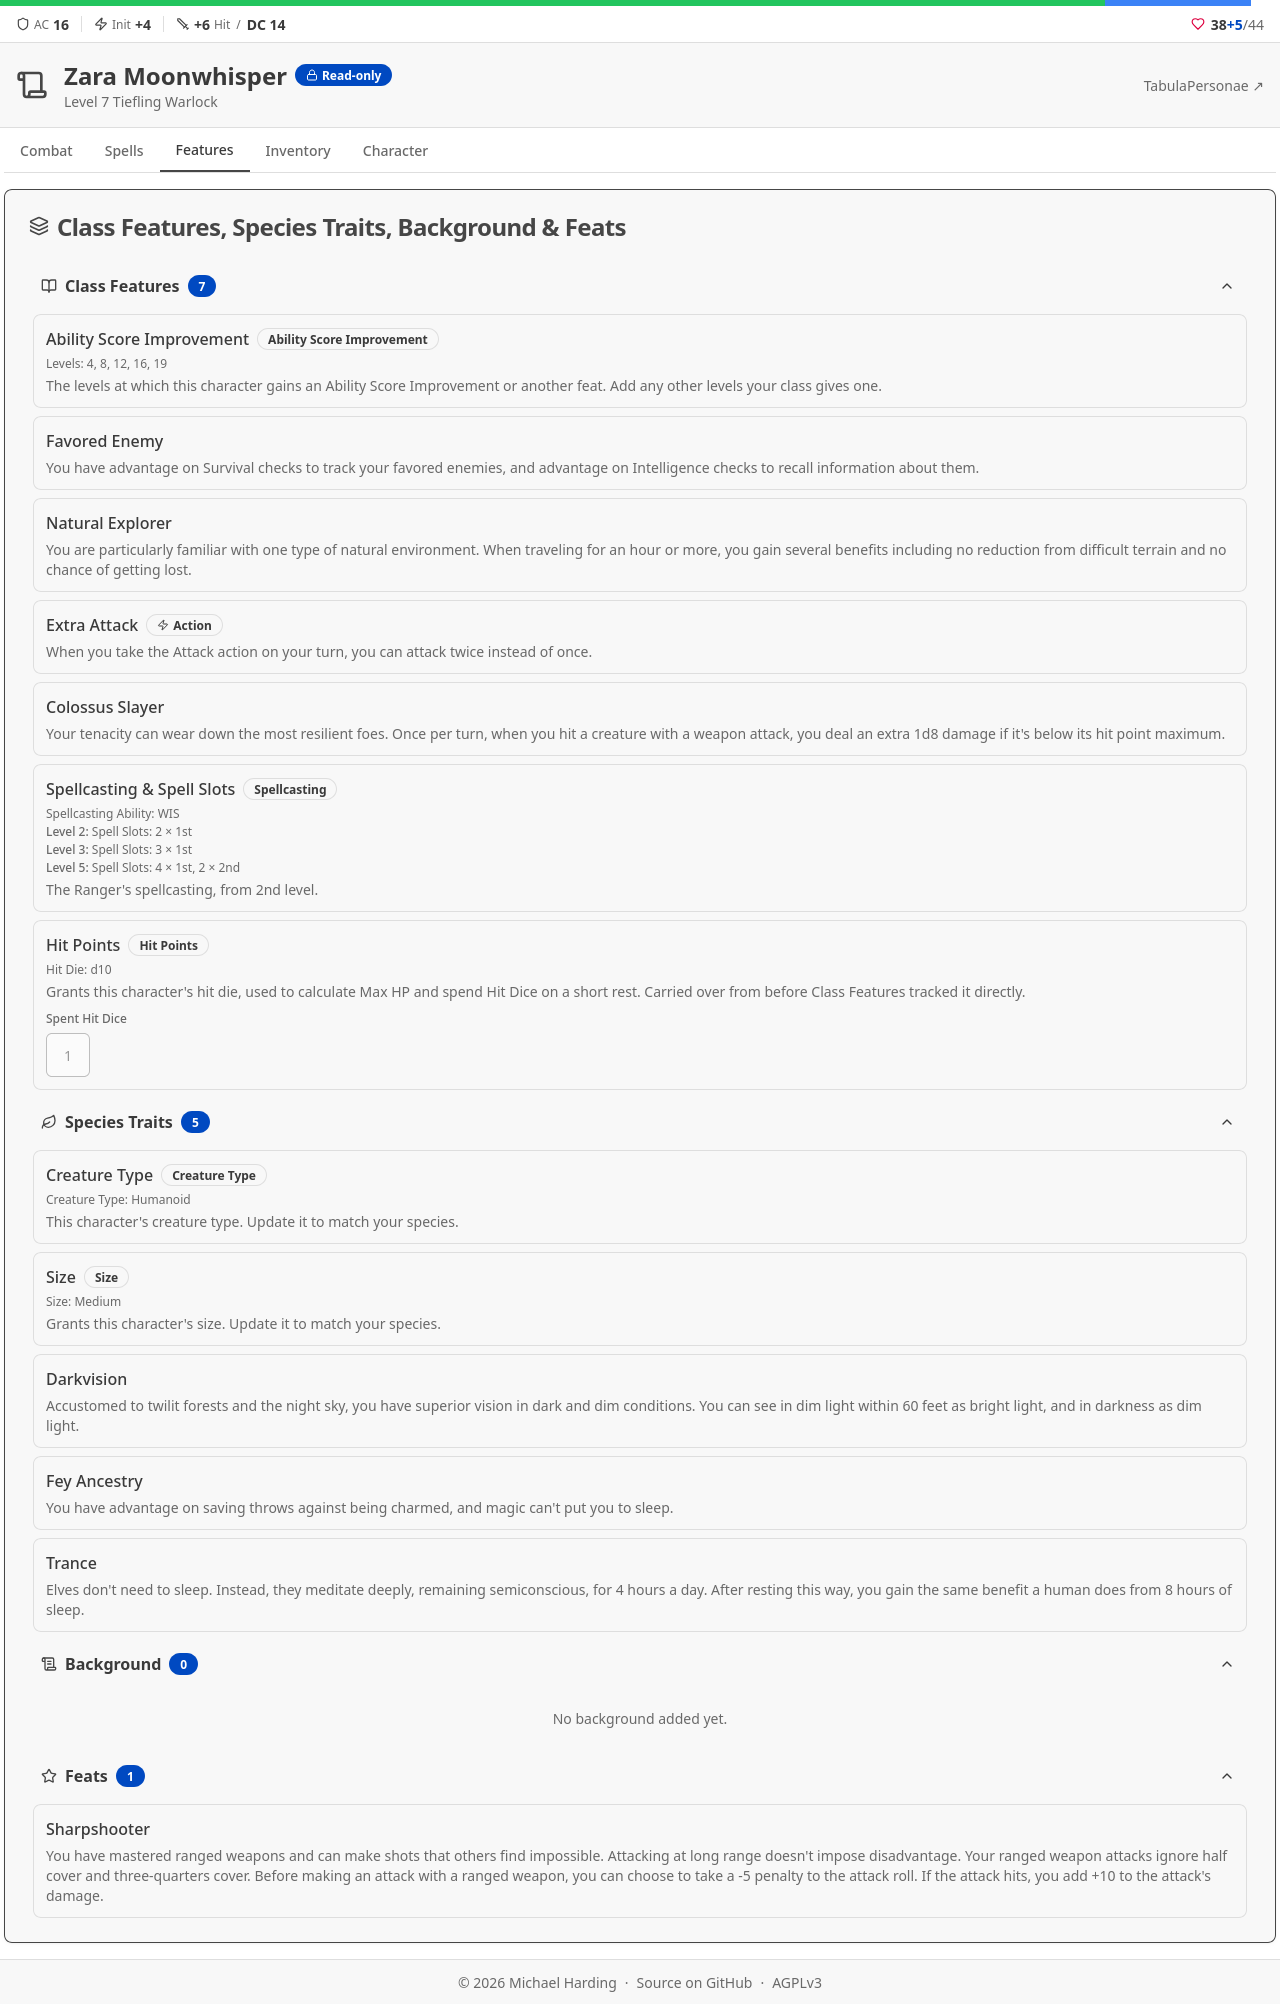 AC 16 Init +4 +6 Hit / DC 14 38+5/44
Zara Moonwhisper Read-only
Level 7 Tiefling Warlock
TabulaPersonae ↗
Combat Spells Features Inventory Character
Class Features, Species Traits, Background & Feats
Class Features 7
Ability Score Improvement Ability Score Improvement
Levels: 4, 8, 12, 16, 19
The levels at which this character gains an Ability Score Improvement or another feat. Add any other levels your class gives one.
Favored Enemy
You have advantage on Survival checks to track your favored enemies, and advantage on Intelligence checks to recall information about them.
Natural Explorer
You are particularly familiar with one type of natural environment. When traveling for an hour or more, you gain several benefits including no reduction from difficult terrain and no
chance of getting lost.
Extra Attack Action
When you take the Attack action on your turn, you can attack twice instead of once.
Colossus Slayer
Your tenacity can wear down the most resilient foes. Once per turn, when you hit a creature with a weapon attack, you deal an extra 1d8 damage if it's below its hit point maximum.
Spellcasting & Spell Slots Spellcasting
Spellcasting Ability: WIS
Level 2: Spell Slots: 2 × 1st
Level 3: Spell Slots: 3 × 1st
Level 5: Spell Slots: 4 × 1st, 2 × 2nd
The Ranger's spellcasting, from 2nd level.
Hit Points Hit Points
Hit Die: d10
Grants this character's hit die, used to calculate Max HP and spend Hit Dice on a short rest. Carried over from before Class Features tracked it directly.
Spent Hit Dice
1
Species Traits 5
Creature Type Creature Type
Creature Type: Humanoid
This character's creature type. Update it to match your species.
Size Size
Size: Medium
Grants this character's size. Update it to match your species.
Darkvision
Accustomed to twilit forests and the night sky, you have superior vision in dark and dim conditions. You can see in dim light within 60 feet as bright light, and in darkness as dim
light.
Fey Ancestry
You have advantage on saving throws against being charmed, and magic can't put you to sleep.
Trance
Elves don't need to sleep. Instead, they meditate deeply, remaining semiconscious, for 4 hours a day. After resting this way, you gain the same benefit a human does from 8 hours of
sleep.
Background 0
No background added yet.
Feats 1
Sharpshooter
You have mastered ranged weapons and can make shots that others find impossible. Attacking at long range doesn't impose disadvantage. Your ranged weapon attacks ignore half
cover and three-quarters cover. Before making an attack with a ranged weapon, you can choose to take a -5 penalty to the attack roll. If the attack hits, you add +10 to the attack's
damage.
© 2026 Michael Harding · Source on GitHub · AGPLv3